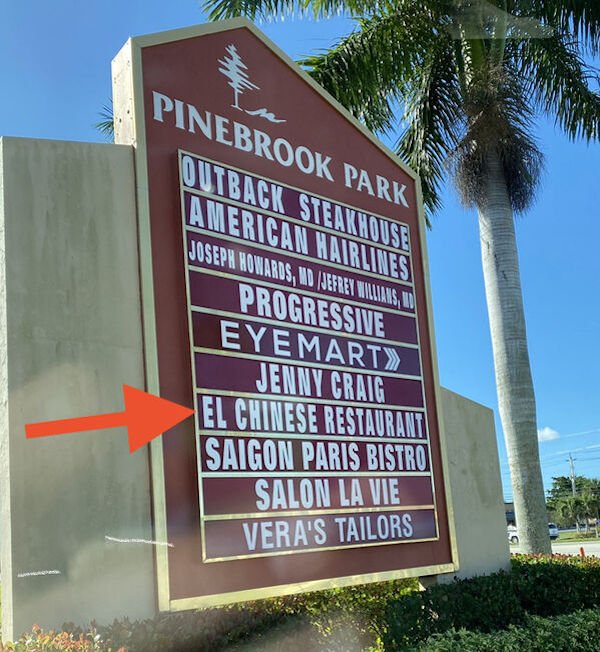 PINEBROOK PARK
OUTBACK STEAKHOUSE
AMERICAN HAIRLINES
JOSEPH HOWARDS, MD / JEFREY WILLIANS, MD
PROGRESSIVE
EYEMART
JENNY CRAIG
EL CHINESE RESTAURANT
SAIGON PARIS BISTRO
SALON LA VIE
VERA'S TAILORS